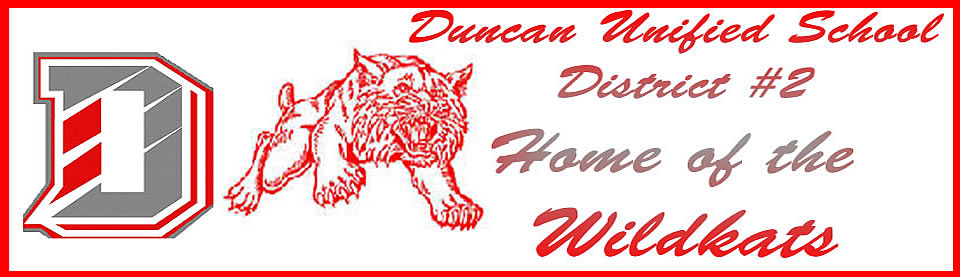 D
Duncan Unified School
District #2
Home of the
Wildkats